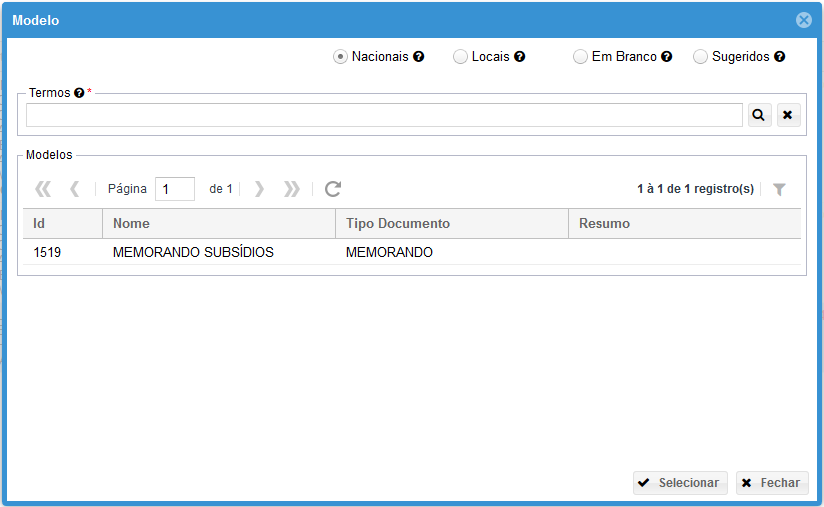 Modelo
Nacionais Locais Em Branco Sugeridos
Termos *
Modelos
Página 1 de 1 1 à 1 de 1 registro(s)
Id Nome Tipo Documento Resumo
1519 MEMORANDO SUBSÍDIOS MEMORANDO
Selecionar Fechar